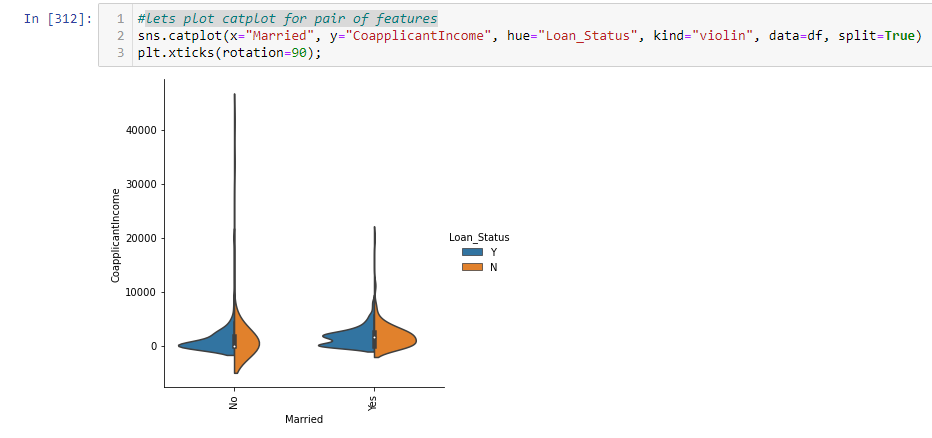 In [312]:
1 #lets plot catplot for pair of features
2 sns.catplot(x="Married", y="CoapplicantIncome", hue="Loan_Status", kind="violin", data=df, split=True)
3 plt.xticks(rotation=90);
40000
30000
20000
10000
0
CoapplicantIncome
No
Yes
Married
Loan_Status
Y
N